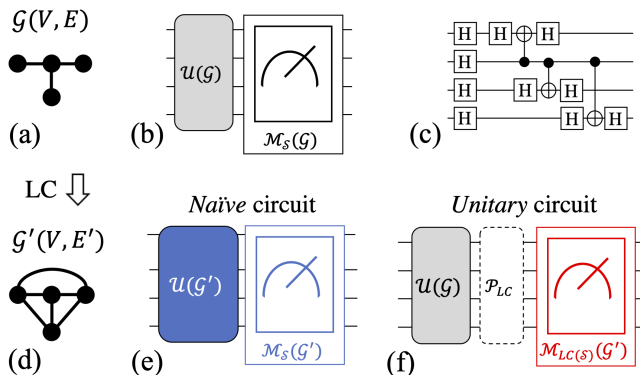 𝒢(V, E)
(a)
𝒰(𝒢)
ℳ_𝒮(𝒢)
(b)
H H H
H
H H H
H H H
(c)
LC
𝒢′(V, E′)
(d)
Naïve circuit
𝒰(𝒢′)
ℳ_𝒮(𝒢′)
(e)
Unitary circuit
𝒰(𝒢)
𝒫_LC
ℳ_LC(𝒮)(𝒢′)
(f)